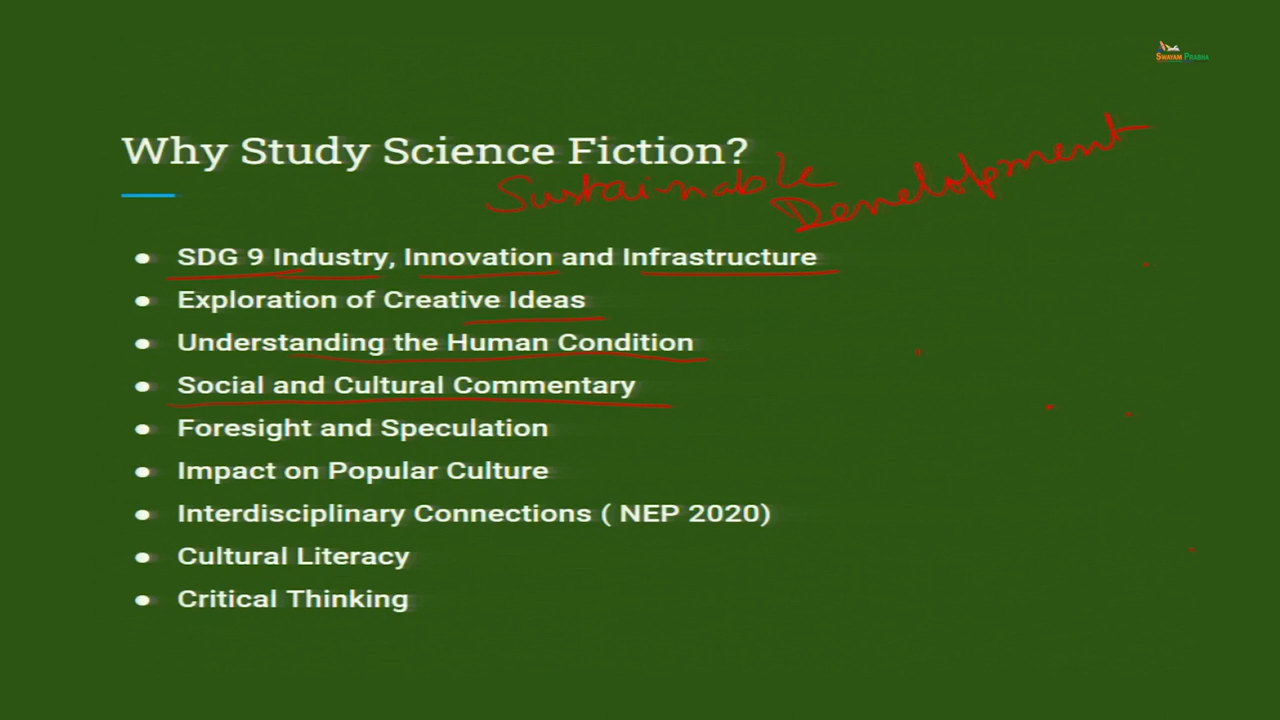 SWAYAM PRABHA
Why Study Science Fiction?
Sustainable Development
SDG 9 Industry, Innovation and Infrastructure
Exploration of Creative Ideas
Understanding the Human Condition
Social and Cultural Commentary
Foresight and Speculation
Impact on Popular Culture
Interdisciplinary Connections ( NEP 2020)
Cultural Literacy
Critical Thinking